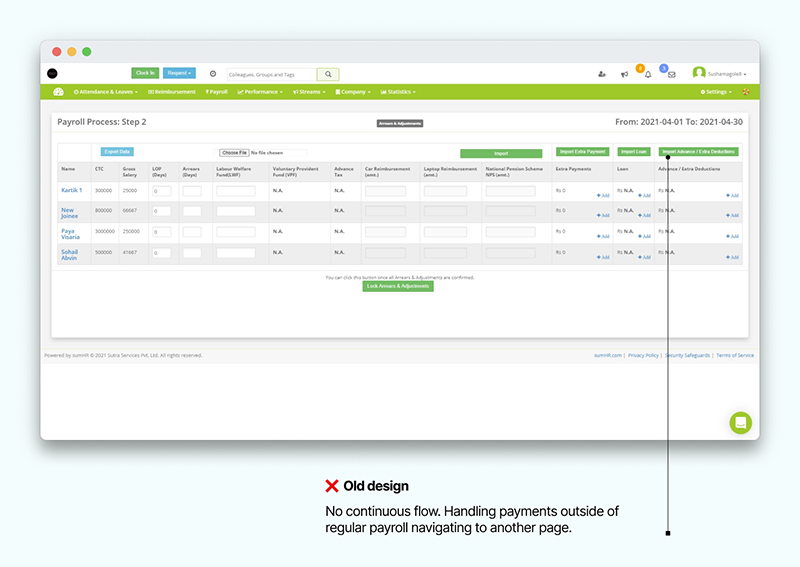 Clock In
Request
Colleagues, Groups and Tags
Sushamagole8
Attendance & Leaves
Reimbursement
₹ Payroll
Performance
Streams
Company
Statistics
Settings
Payroll Process: Step 2
Arrears & Adjustments
From: 2021-04-01 To: 2021-04-30
Export Data
Choose File No file chosen
Import
Import Extra Payment
Import Loan
Import Advance / Extra Deductions
Name CTC Gross Salary LOP (Days) Arrears (Days) Labour Welfare Fund(LWF) Voluntary Provident Fund (VPF) Advance Tax Car Reimbursement (amt.) Laptop Reimbursement (amt.) National Pension Scheme NPS (amt.) Extra Payments Loan Advance / Extra Deductions
Kartik 1 300000 25000 0 N.A. N.A. Rs 0 Add Rs N.A. Add Rs N.A. Add
New Joinee 800000 66667 0 N.A. N.A. Rs 0 Add Rs N.A. Add Rs N.A. Add
Paya Visaria 3000000 250000 0 N.A. N.A. Rs 0 Add Rs N.A. Add Rs N.A. Add
Sohail Abvin 500000 41667 0 N.A. N.A. Rs 0 Add Rs N.A. Add Rs N.A. Add
You can click this button once all Arrears & Adjustments are confirmed.
Lock Arrears & Adjustments
Powered by sumHR © 2021 Sutra Services Pvt. Ltd. All rights reserved.
sumHR.com | Privacy Policy | Security Safeguards | Terms of Service
Old design
No continuous flow. Handling payments outside of
regular payroll navigating to another page.